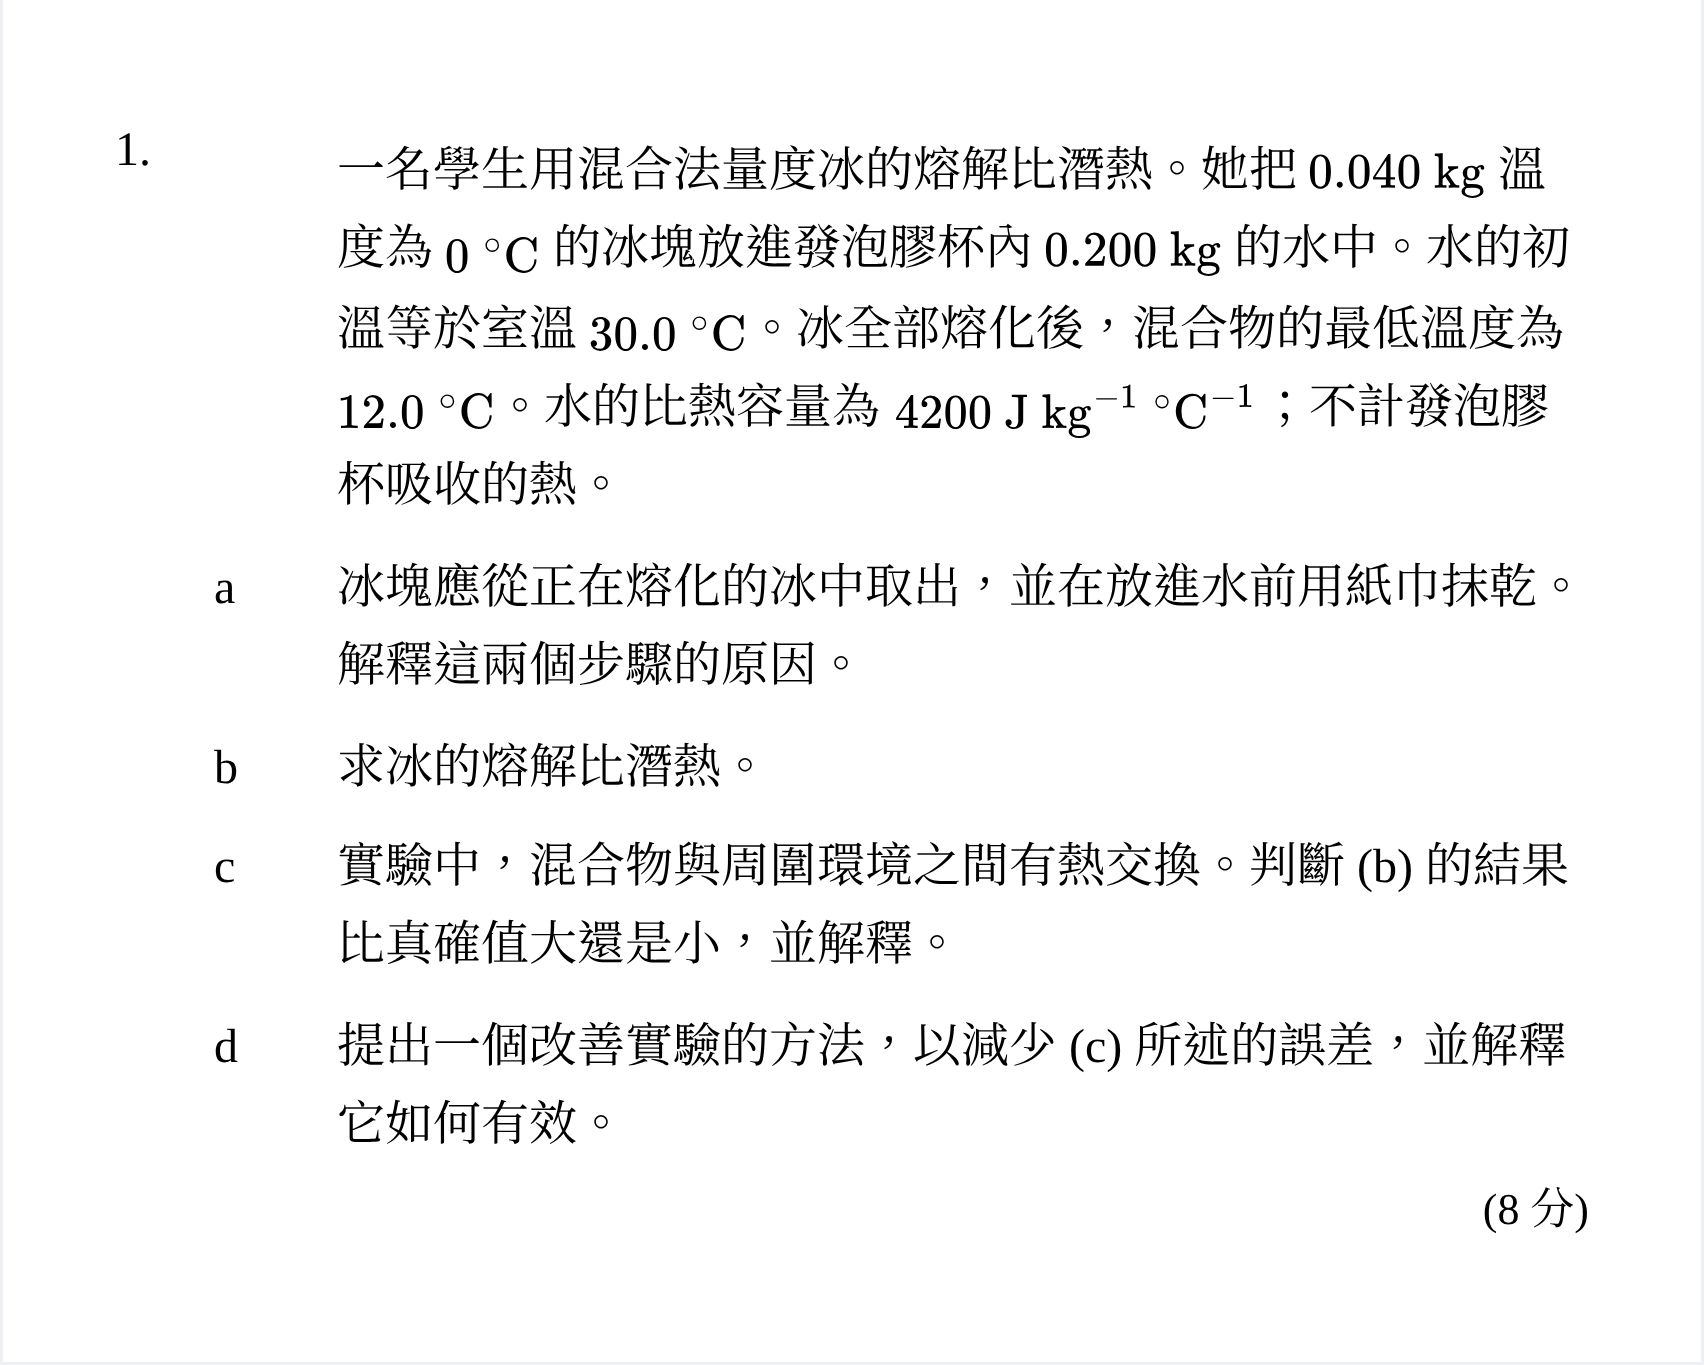 1. 一名學生用混合法量度冰的熔解比潛熱。她把 0.040 kg 溫
度為 0 °C 的冰塊放進發泡膠杯內 0.200 kg 的水中。水的初
溫等於室溫 30.0 °C。冰全部熔化後，混合物的最低溫度為
12.0 °C。水的比熱容量為 4200 J kg⁻¹ °C⁻¹；不計發泡膠
杯吸收的熱。
a 冰塊應從正在熔化的冰中取出，並在放進水前用紙巾抹乾。
解釋這兩個步驟的原因。
b 求冰的熔解比潛熱。
c 實驗中，混合物與周圍環境之間有熱交換。判斷 (b) 的結果
比真確值大還是小，並解釋。
d 提出一個改善實驗的方法，以減少 (c) 所述的誤差，並解釋
它如何有效。
(8 分)